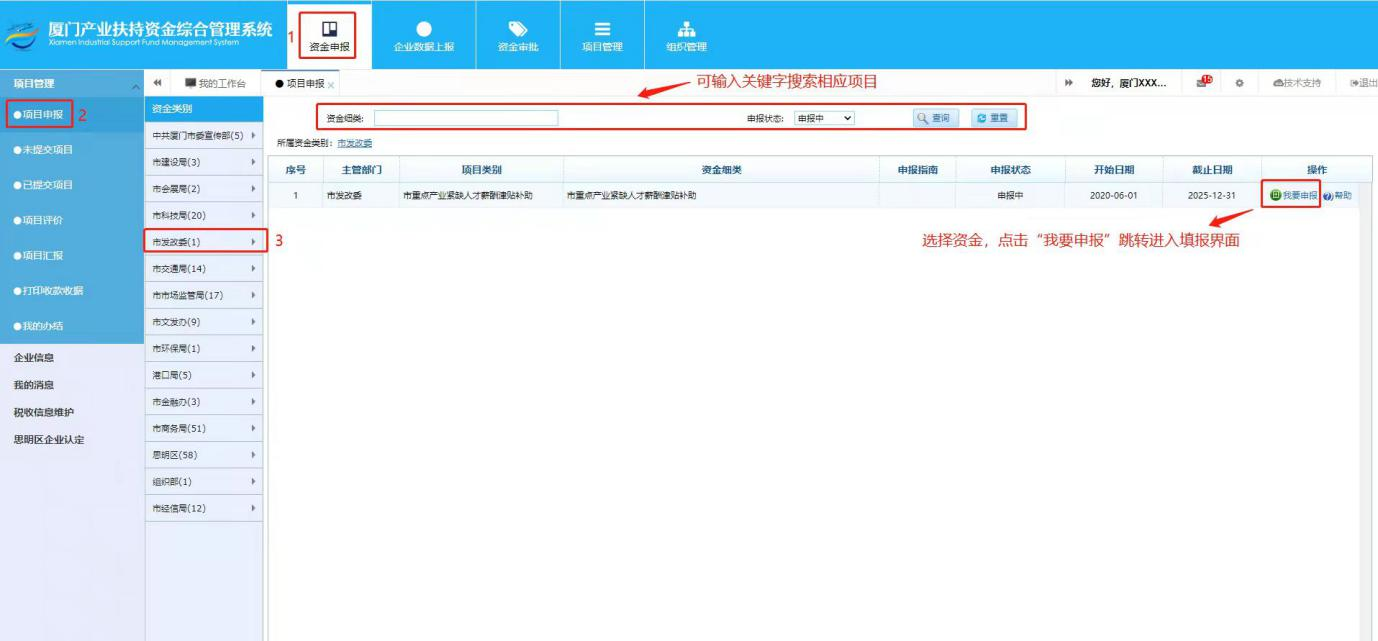 厦门产业扶持资金综合管理系统
Xiamen Industrial Support Fund Management System
1
资金申报
企业数据上报
资金审批
项目管理
组织管理
项目管理
我的工作台
项目申报
可输入关键字搜索相应项目
您好，厦门XXX...
15
技术支持
退出
项目申报
2
未提交项目
已提交项目
项目评价
项目汇报
打印收款收据
我的办结
企业信息
我的消息
税收信息维护
思明区企业认定
资金类别
中共厦门市委宣传部(5)
市建设局(3)
市会展局(2)
市科技局(20)
市发改委(1)
3
市交通局(14)
市市场监管局(17)
市文发办(9)
市环保局(1)
港口局(5)
市金融办(3)
市商务局(51)
思明区(58)
组织部(1)
市经信局(12)
资金细类:
申报状态:
申报中
查询
重置
所属资金类别: 市发改委
序号 主管部门 项目类别 资金细类 申报指南 申报状态 开始日期 截止日期 操作
1 市发改委 市重点产业紧缺人才薪酬津贴补助 市重点产业紧缺人才薪酬津贴补助 申报中 2020-06-01 2025-12-31 我要申报 帮助
选择资金，点击“我要申报”跳转进入填报界面